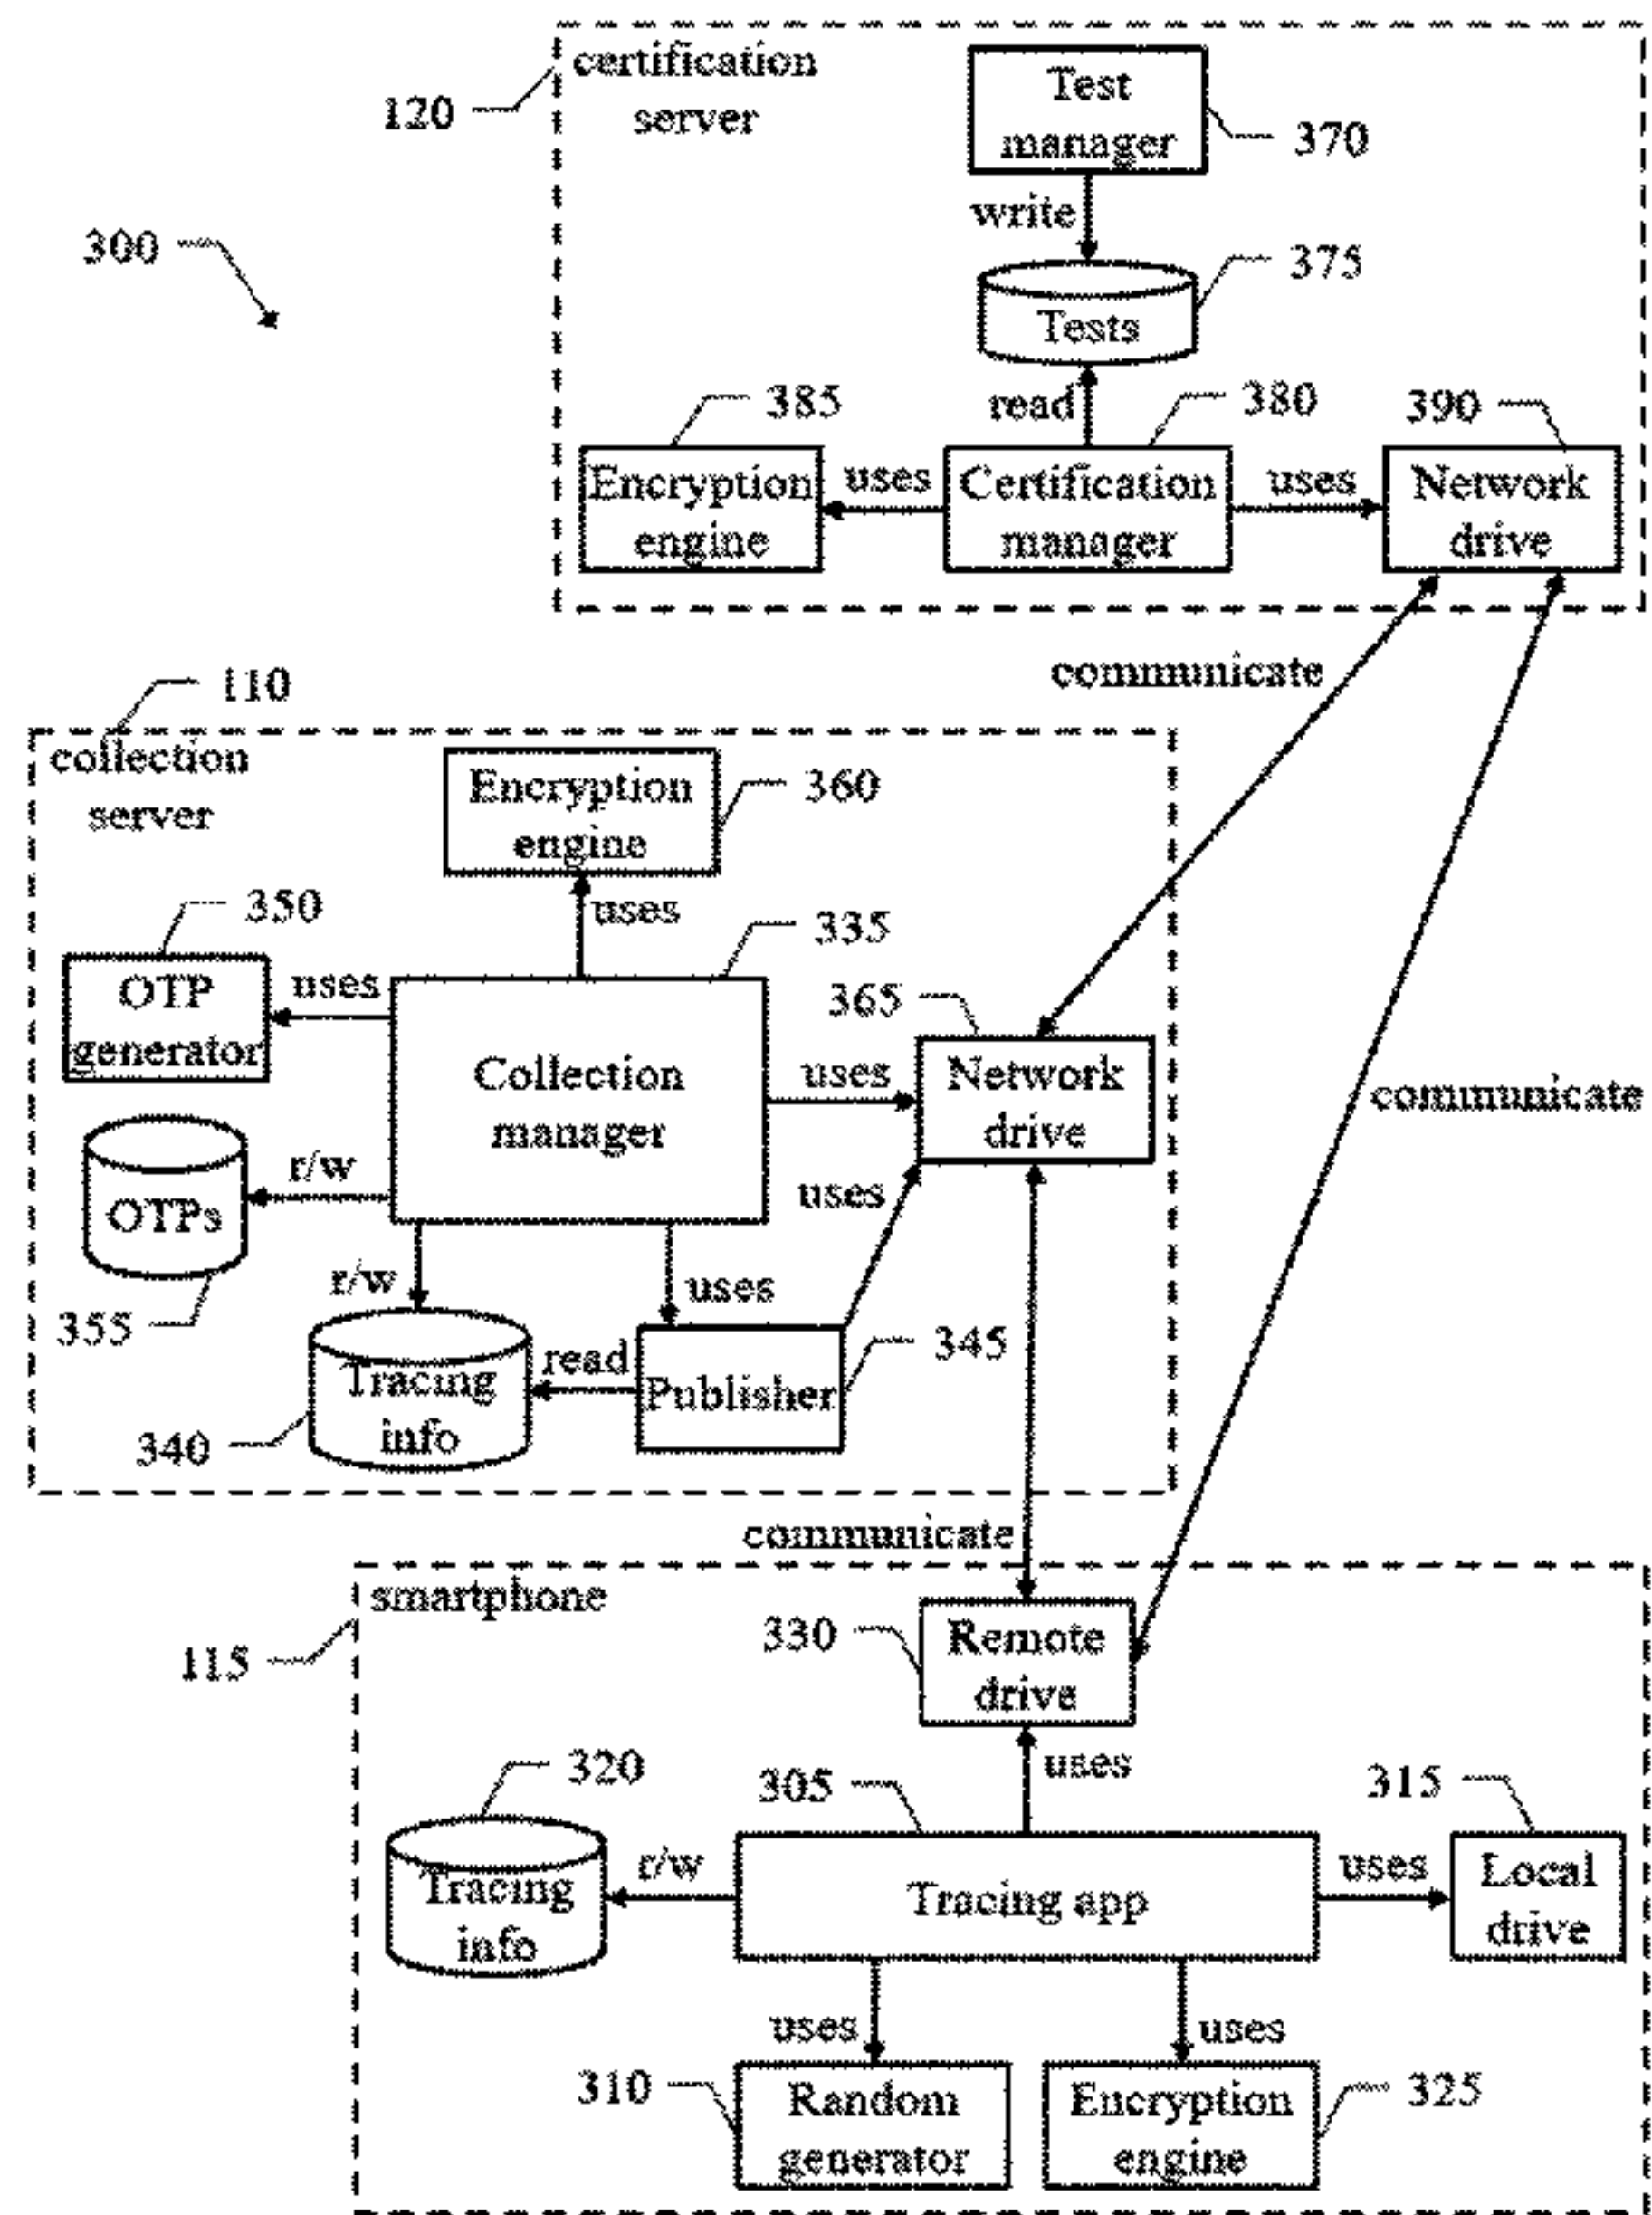 certification
server
120
Test
manager
370
write
300
375
Tests
read
385
380
390
Encryption
engine
uses
Certification
manager
uses
Network
drive
communicate
110
collection
server
Encryption
engine
360
uses
350
335
OTP
generator
uses
365
Collection
manager
uses
Network
drive
communicate
r/w
OTPs
uses
355
r/w
uses
345
Tracing
info
read
Publisher
340
communicate
smartphone
115
330
Remote
drive
uses
320
305
315
Tracing
info
r/w
Tracing app
uses
Local
drive
uses
uses
310
Random
generator
Encryption
engine
325